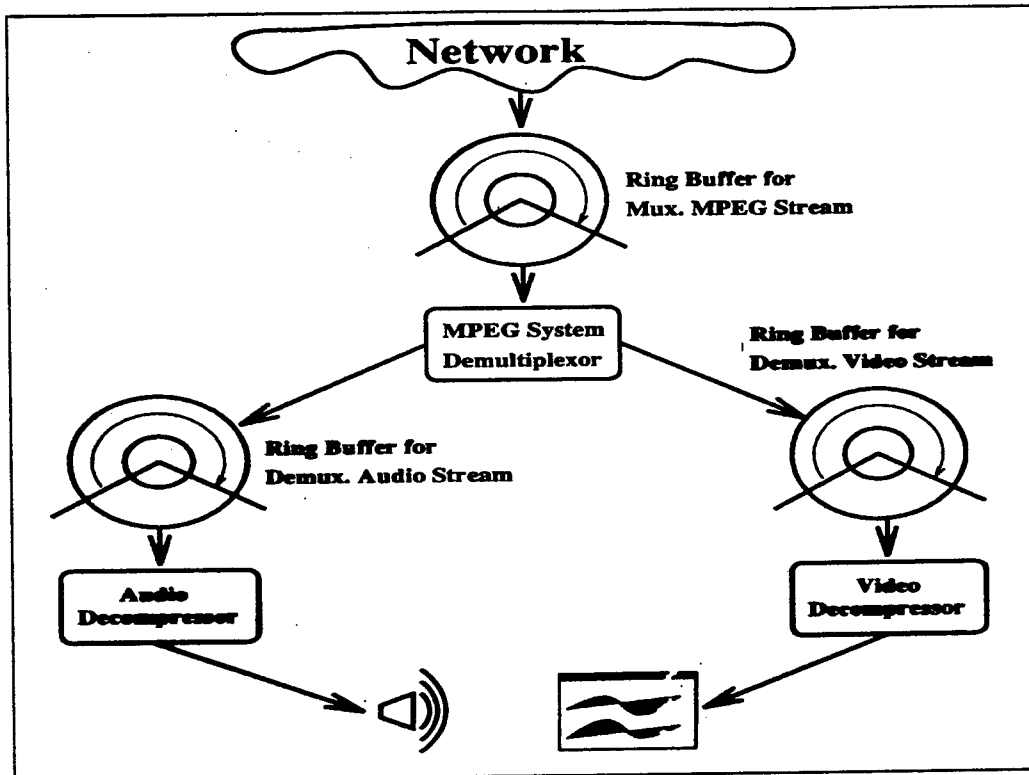 Network
Ring Buffer for
Mux. MPEG Stream
MPEG System
Demultiplexor
Ring Buffer for
Demux. Video Stream
Ring Buffer for
Demux. Audio Stream
Audio
Decompressor
Video
Decompressor